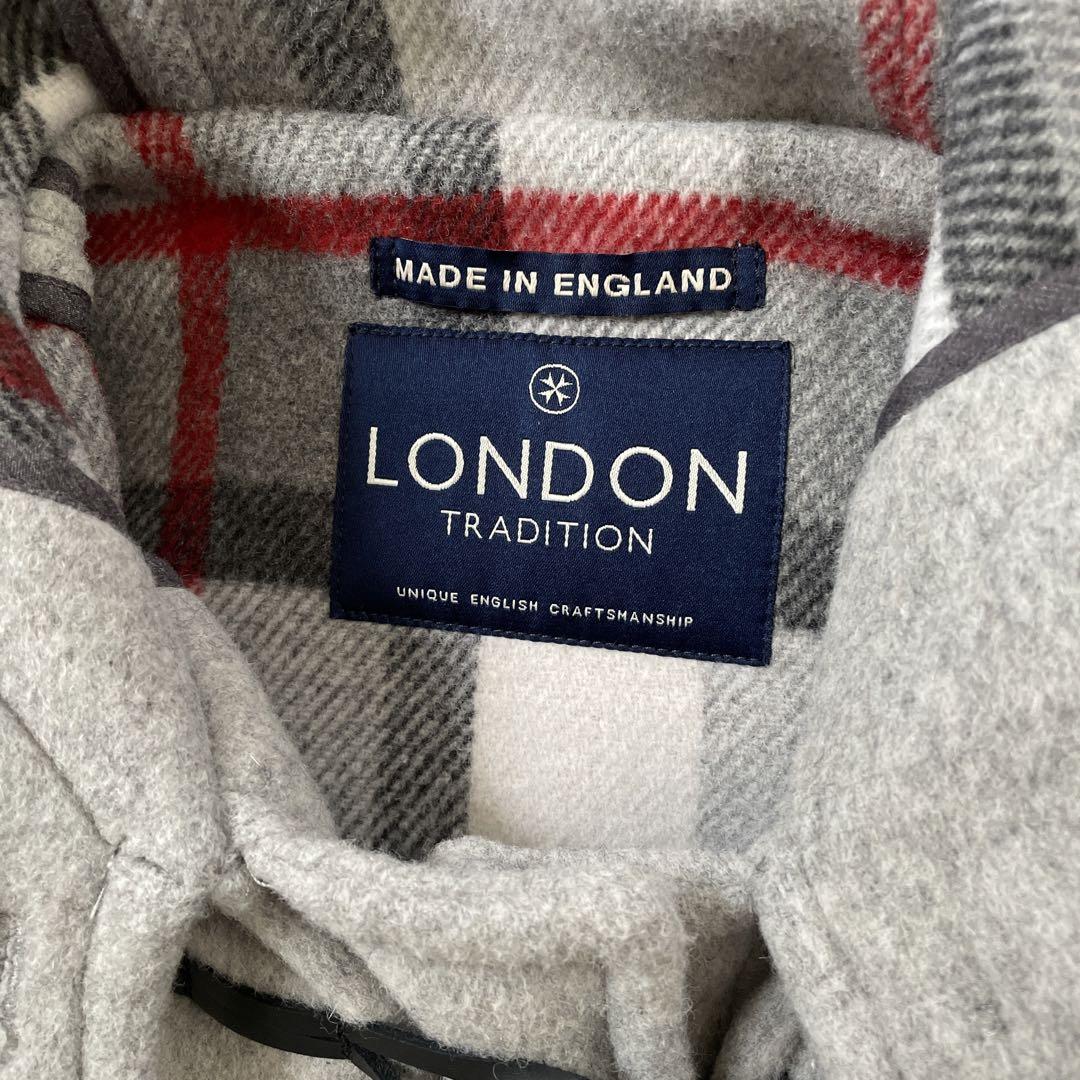 MADE IN ENGLAND
LONDON
TRADITION
UNIQUE ENGLISH CRAFTSMANSHIP